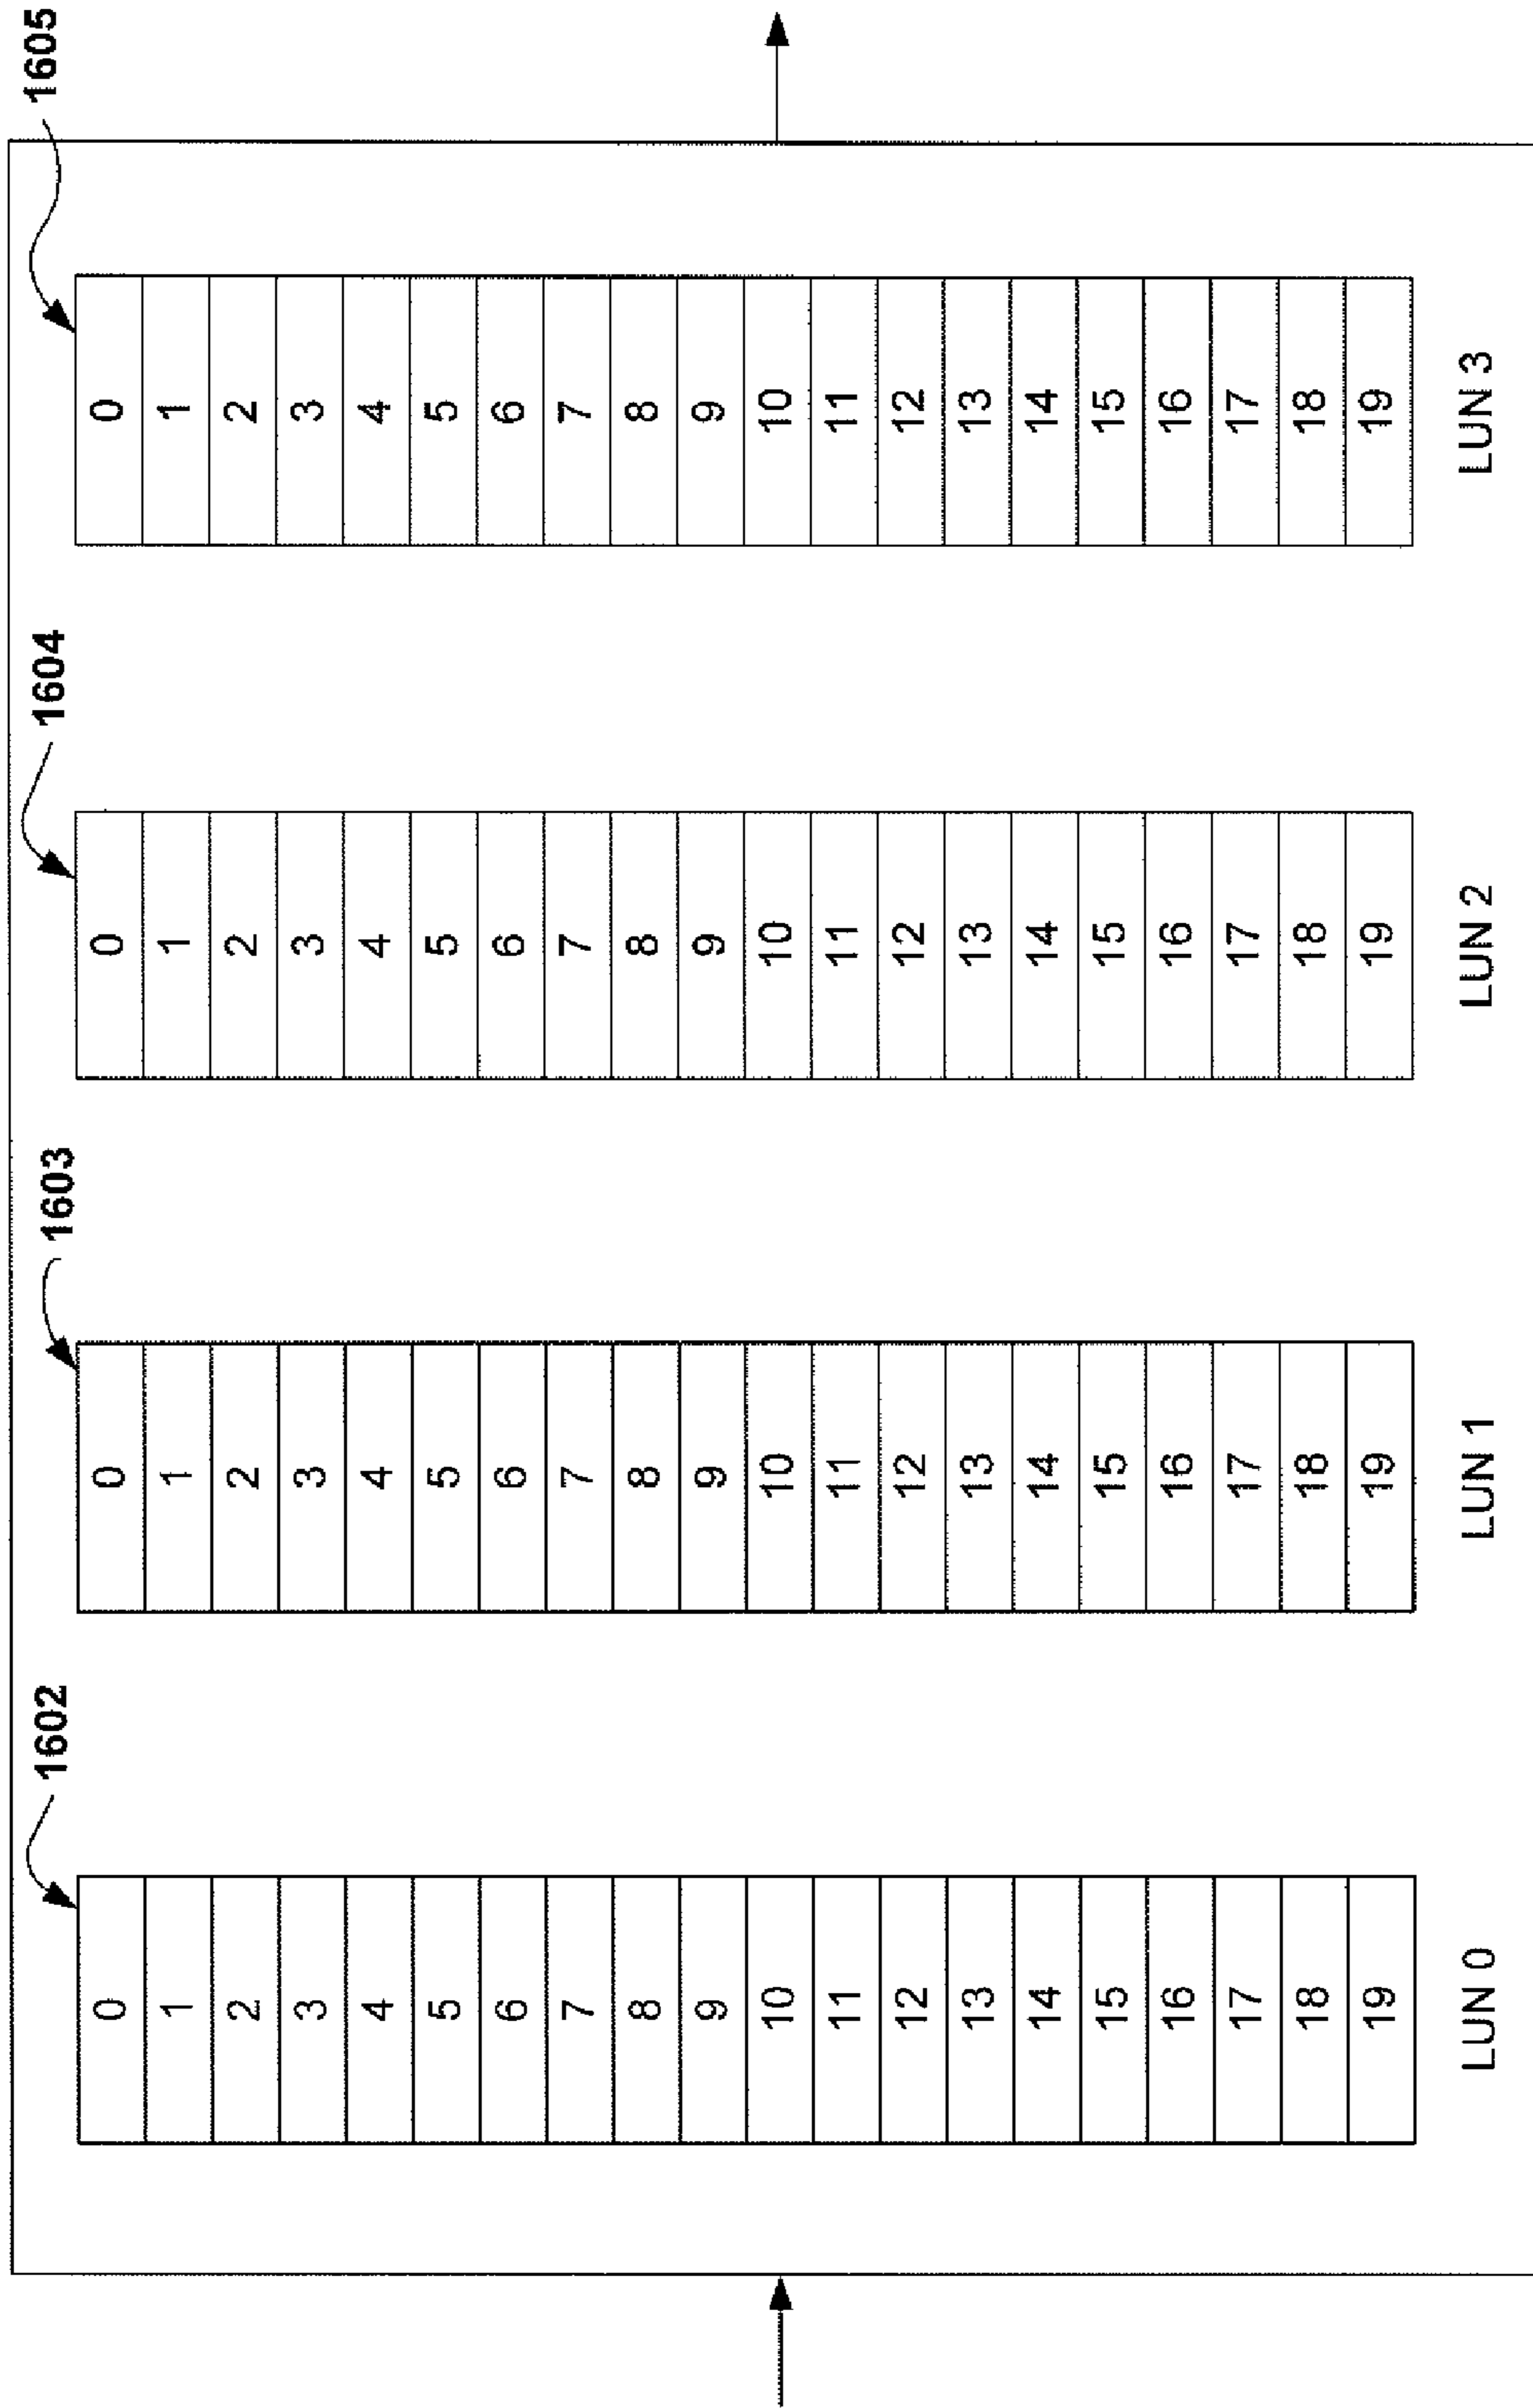 1602 1603 1604 1605
0 0 0 0
1 1 1 1
2 2 2 2
3 3 3 3
4 4 4 4
5 5 5 5
6 6 6 6
7 7 7 7
8 8 8 8
9 9 9 9
10 10 10 10
11 11 11 11
12 12 12 12
13 13 13 13
14 14 14 14
15 15 15 15
16 16 16 16
17 17 17 17
18 18 18 18
19 19 19 19
LUN 0 LUN 1 LUN 2 LUN 3